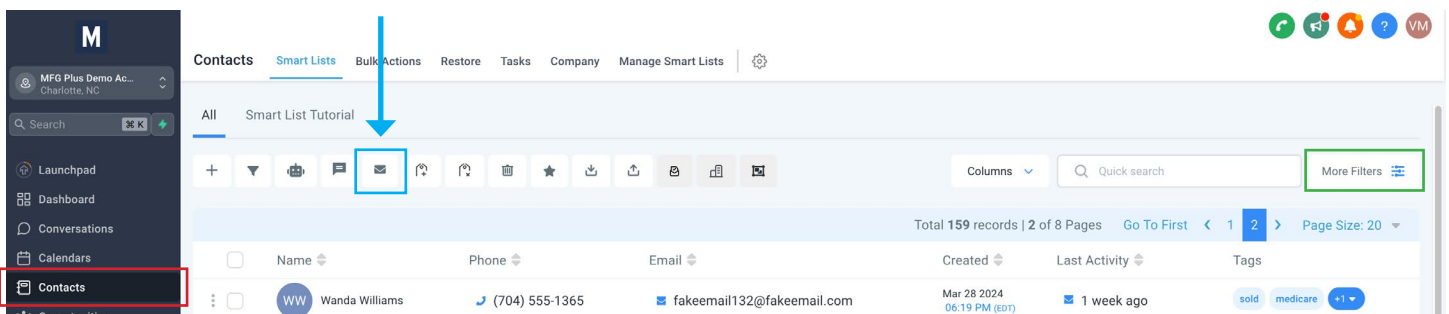 M
MFG Plus Demo Ac...
Charlotte, NC
Search ⌘ K
Launchpad
Dashboard
Conversations
Calendars
Contacts
VM
Contacts Smart Lists Bulk Actions Restore Tasks Company Manage Smart Lists
All Smart List Tutorial
Columns Quick search More Filters
Total 159 records | 2 of 8 Pages Go To First 1 2 Page Size: 20
Name Phone Email Created Last Activity Tags
WW Wanda Williams (704) 555-1365 fakeemail132@fakeemail.com Mar 28 2024 1 week ago sold medicare +1
06:19 PM (EDT)